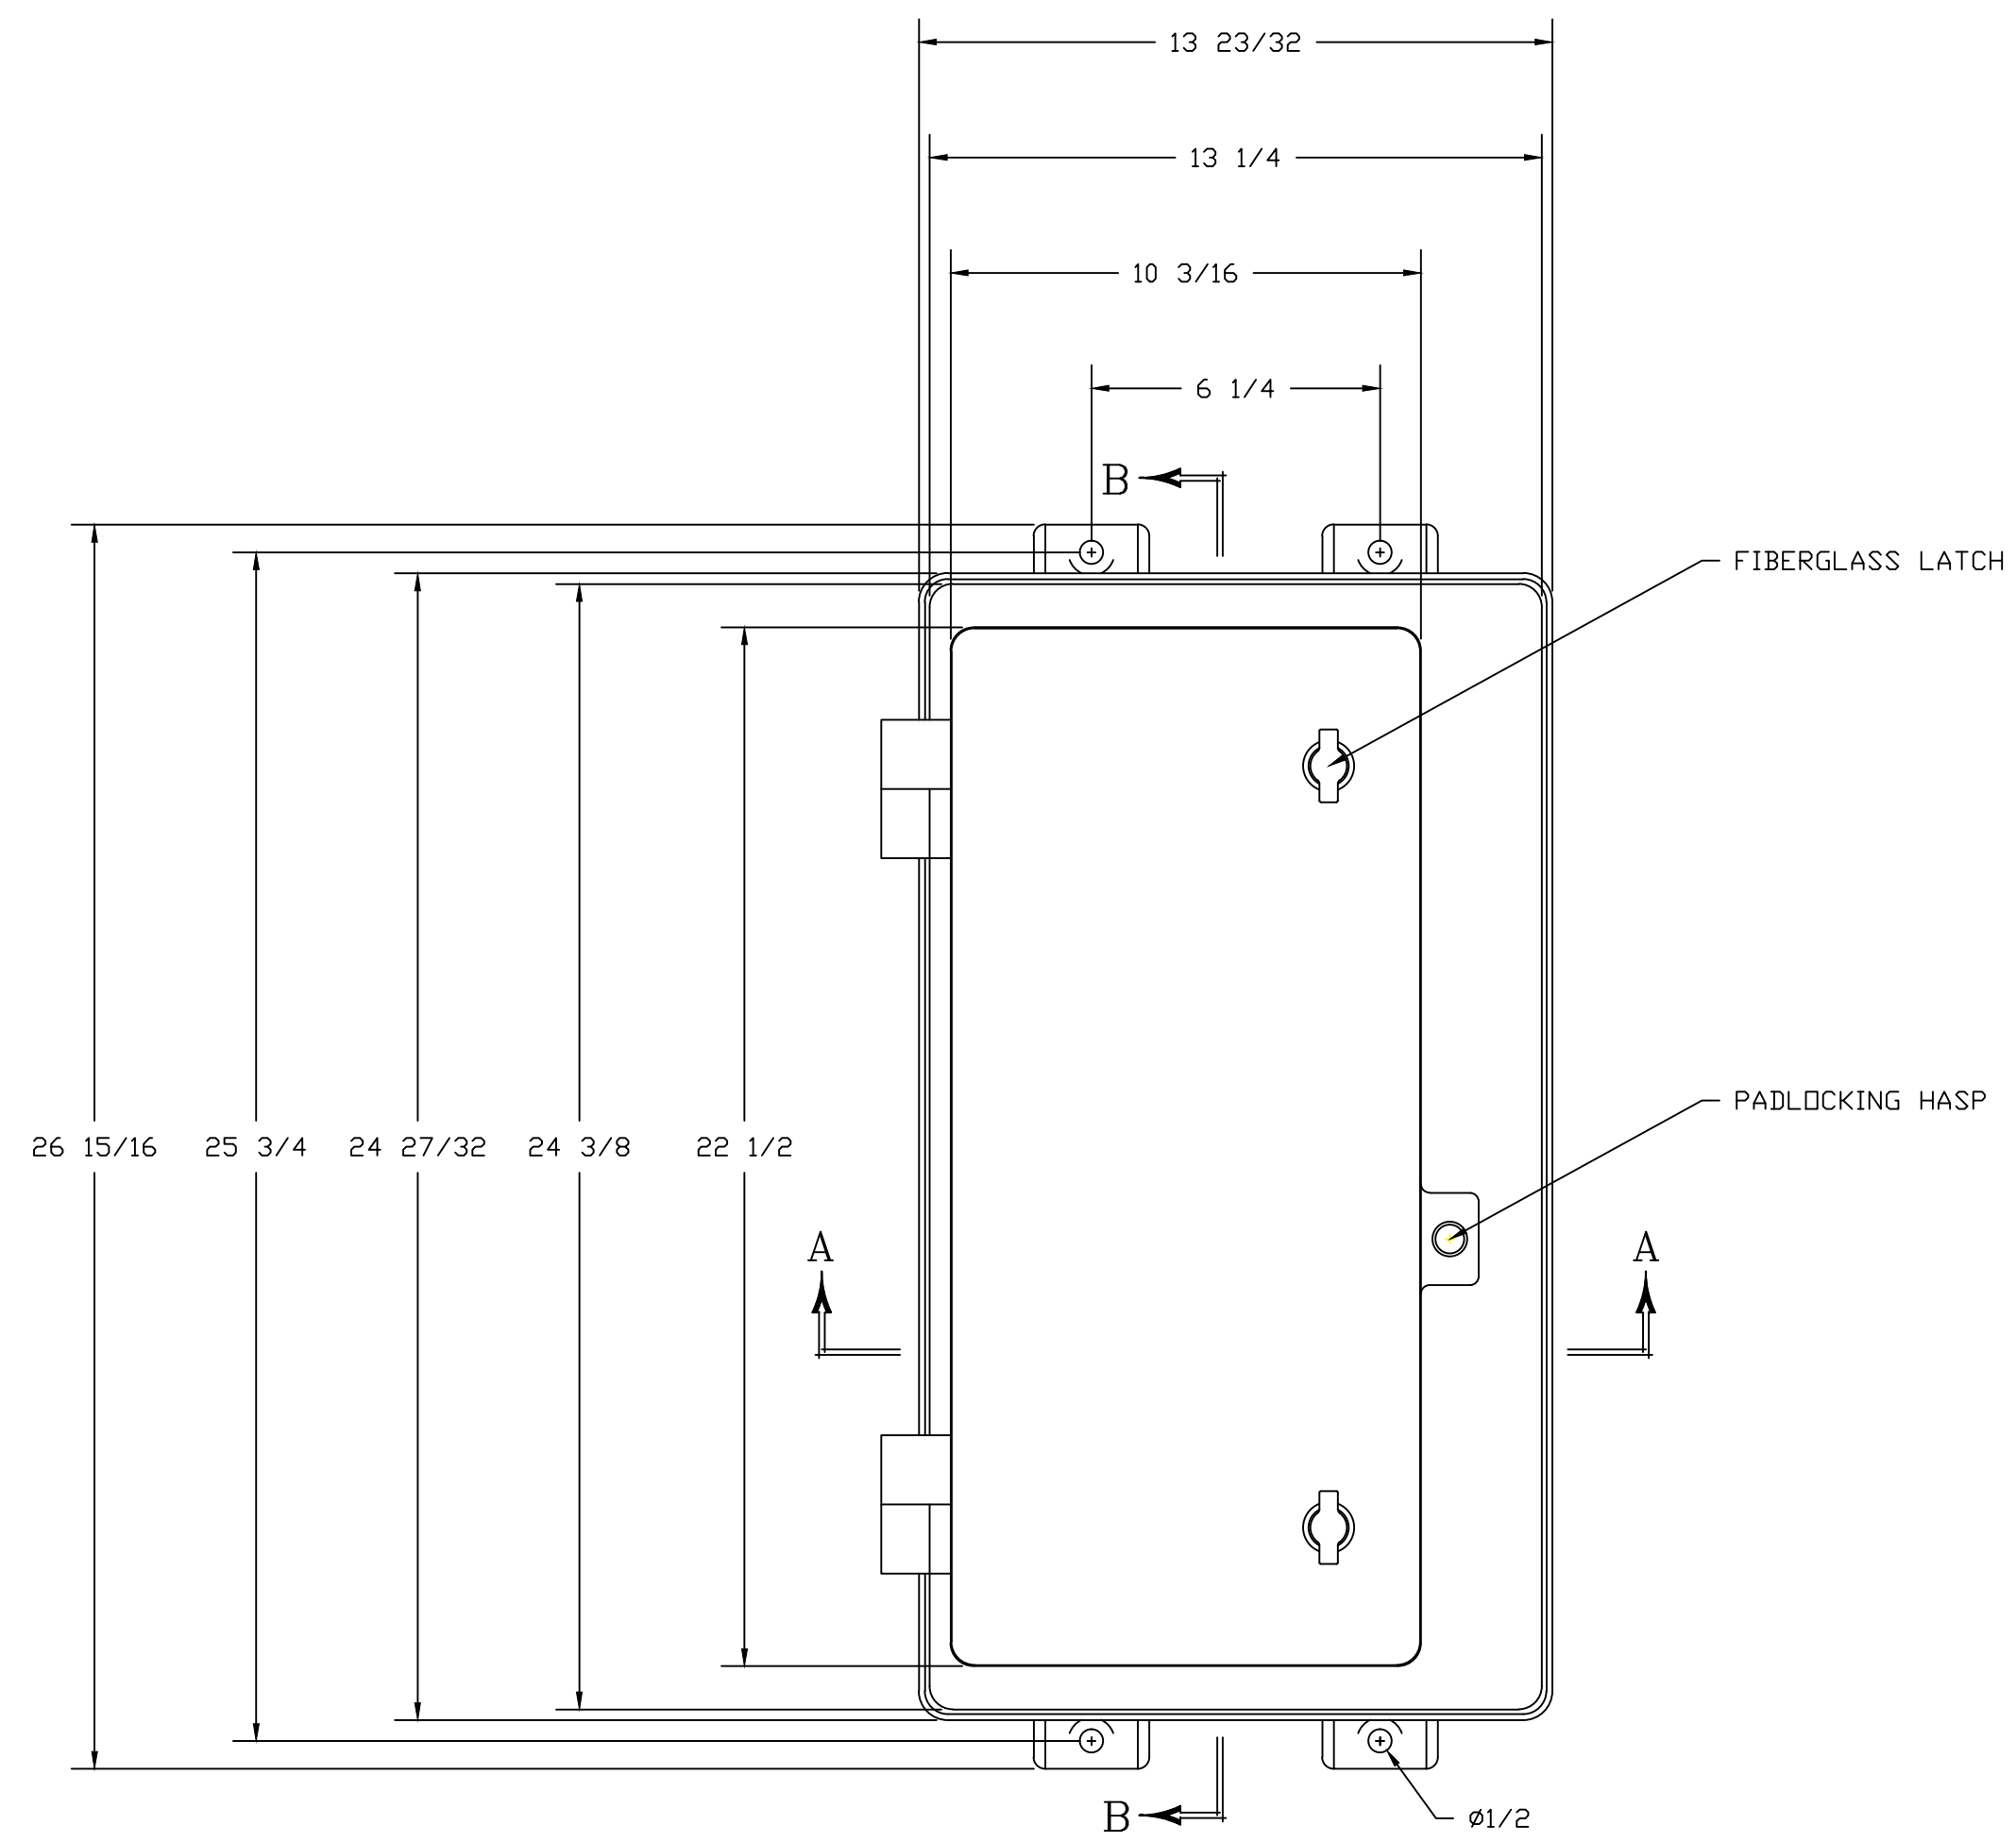 13 23/32
13 1/4
10 3/16
6 1/4
B
FIBERGLASS LATCH
PADLOCKING HASP
26 15/16
25 3/4
24 27/32
24 3/8
22 1/2
A
A
B
ø1/2